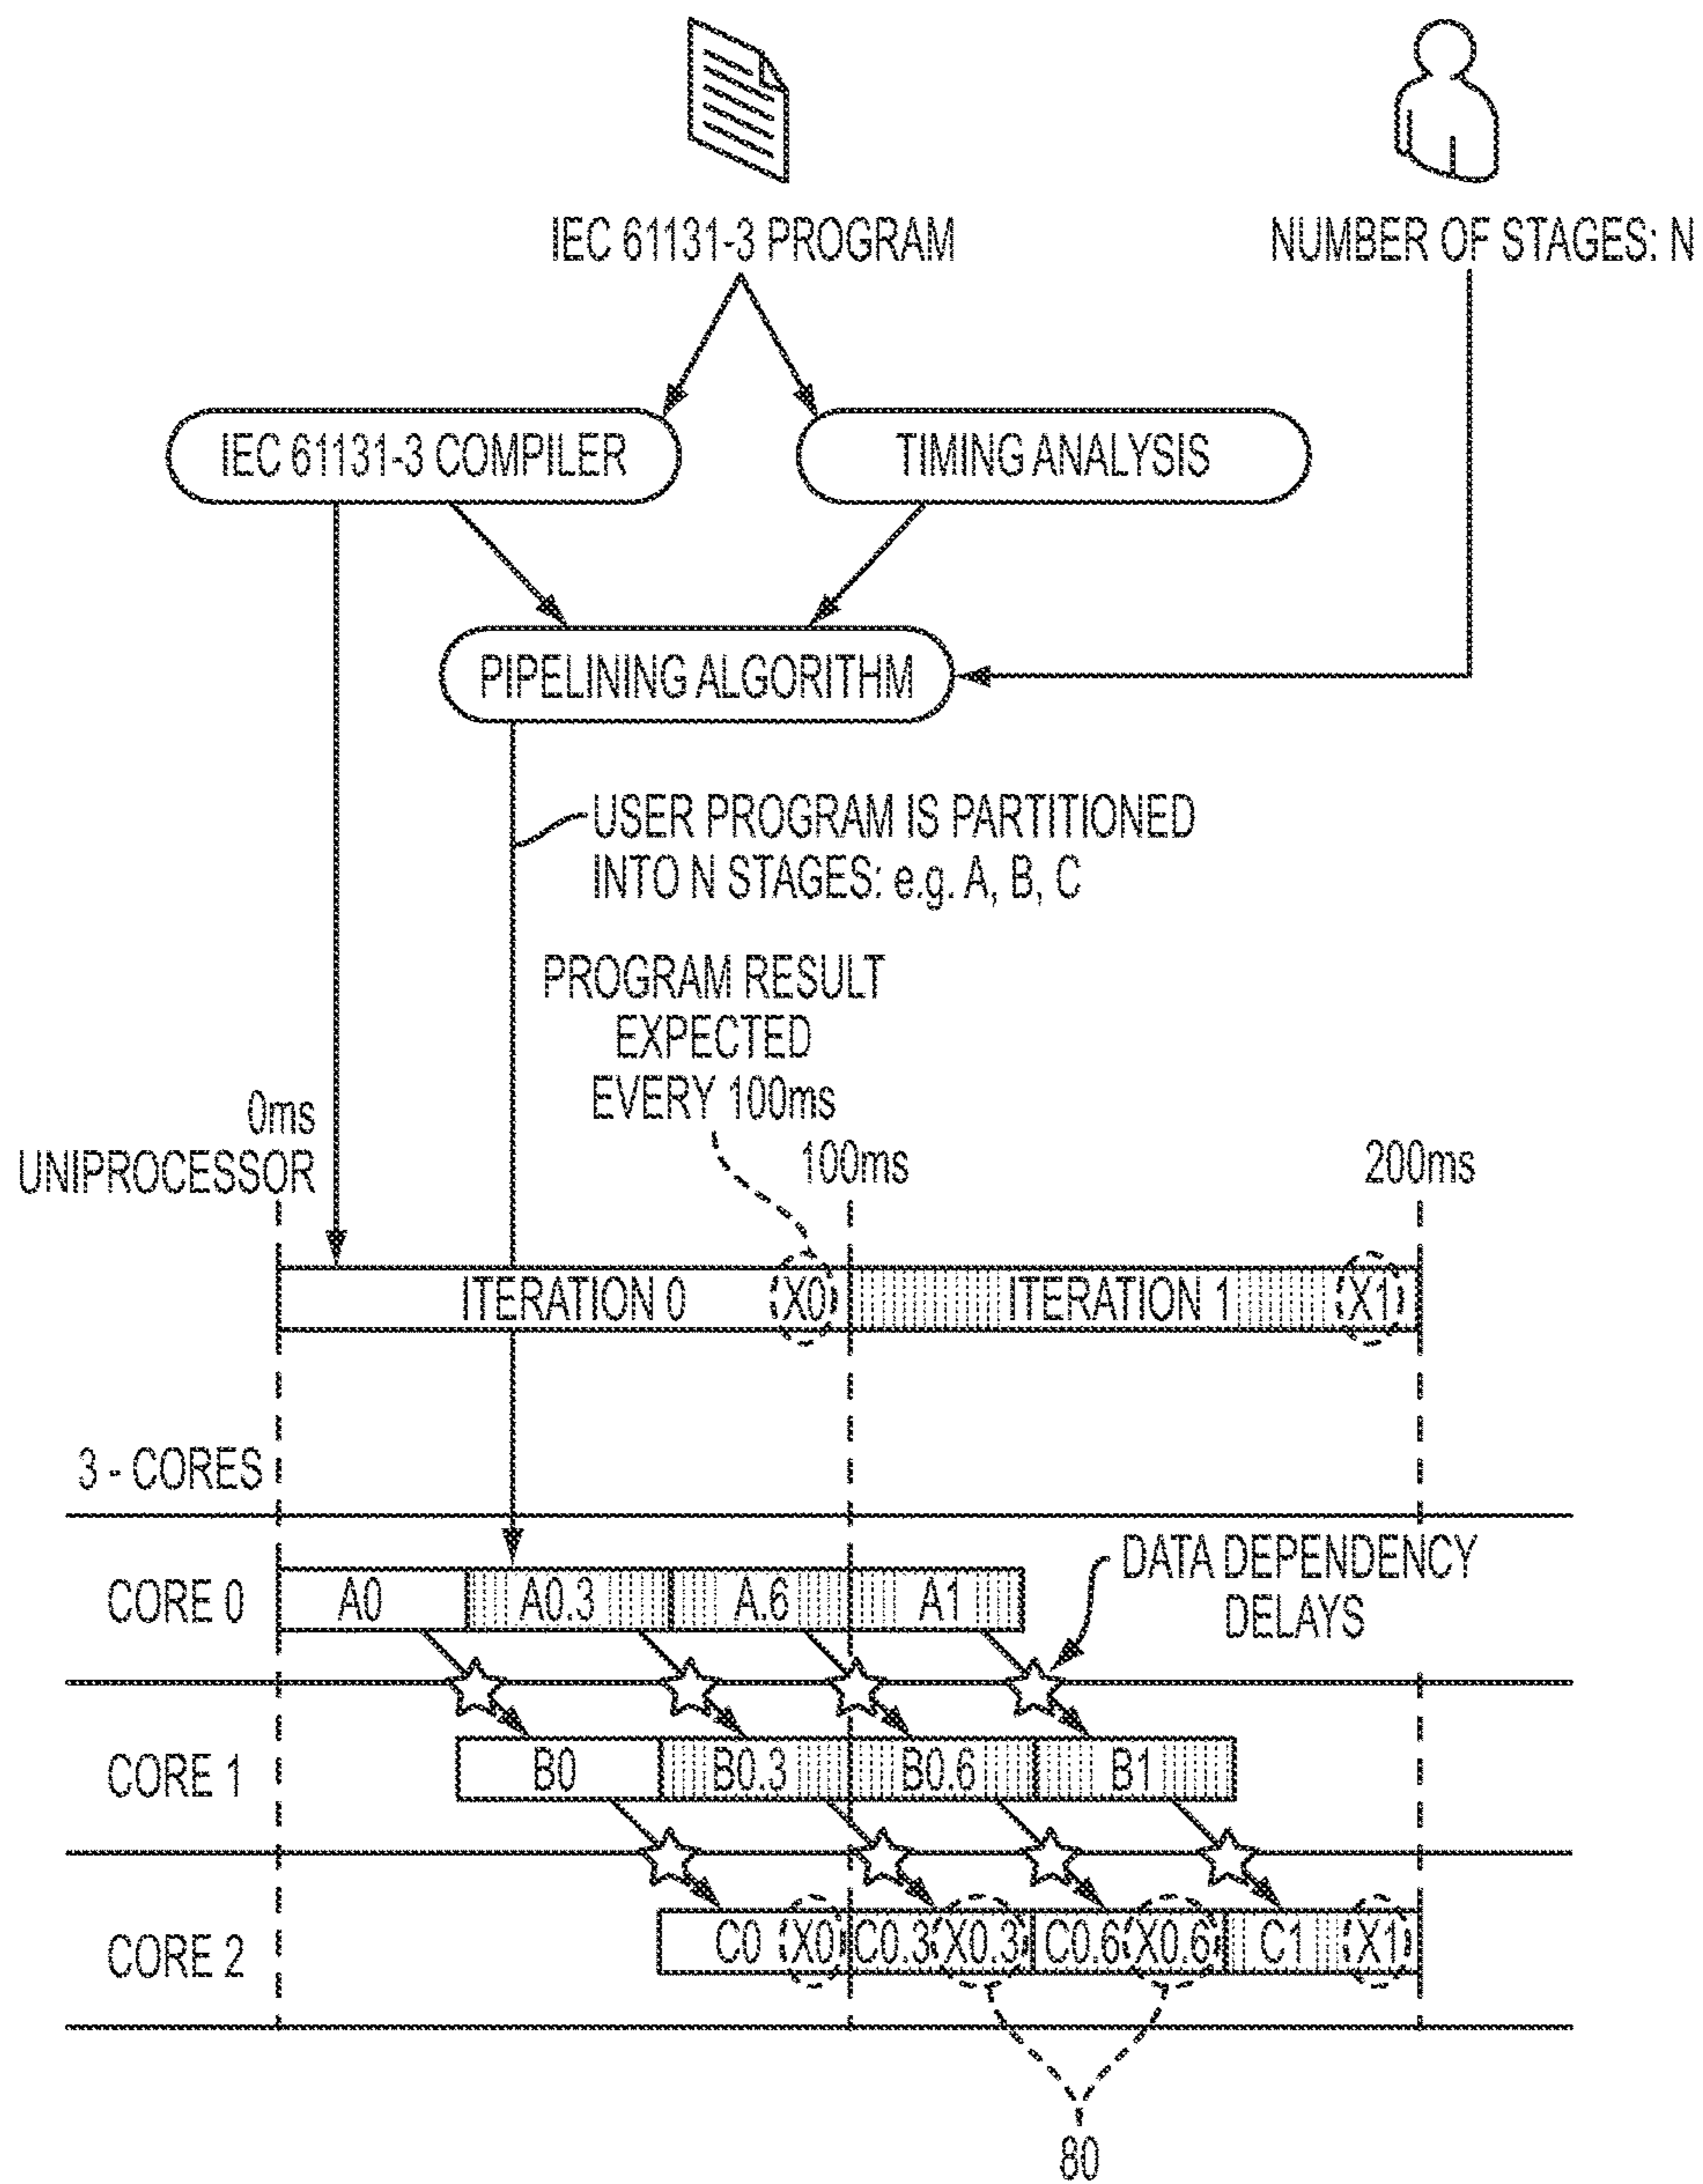 IEC 61131-3 PROGRAM
NUMBER OF STAGES: N
IEC 61131-3 COMPILER
TIMING ANALYSIS
PIPELINING ALGORITHM
USER PROGRAM IS PARTITIONED
INTO N STAGES: e.g. A, B, C
PROGRAM RESULT
EXPECTED
EVERY 100ms
0ms
UNIPROCESSOR
100ms
200ms
ITERATION 0
X0
ITERATION 1
X1
3 - CORES
DATA DEPENDENCY
DELAYS
CORE 0
A0
A0.3
A.6
A1
CORE 1
B0
B0.3
B0.6
B1
CORE 2
C0
X0
C0.3
X0.3
C0.6
X0.6
C1
X1
80